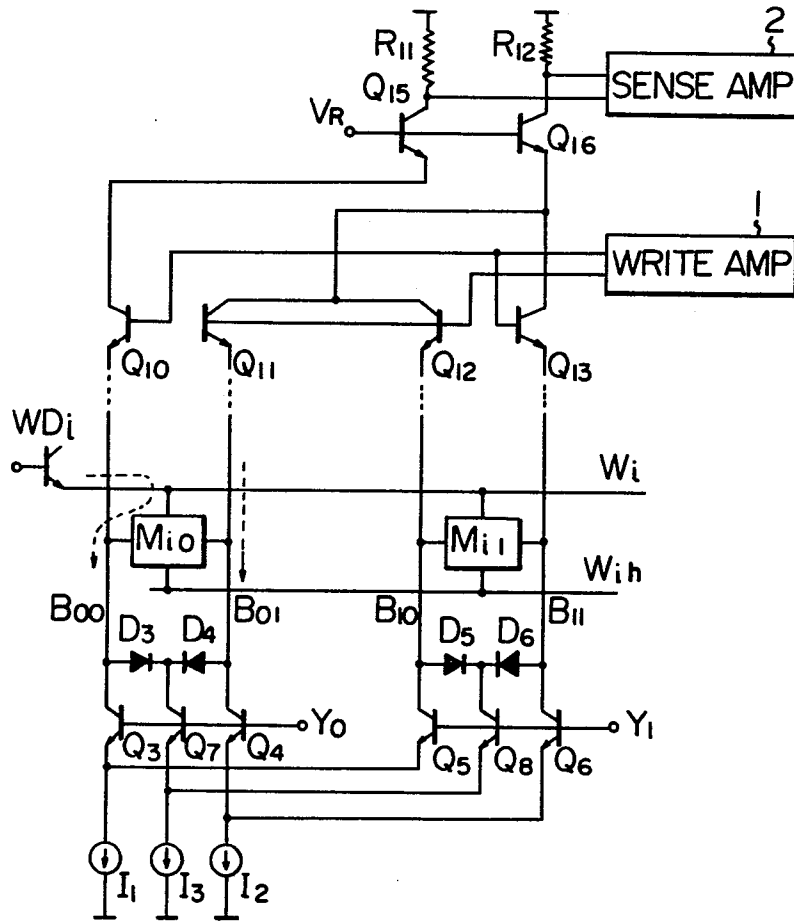 2
R11
R12
SENSE AMP
Q15
VR
Q16
1
WRITE AMP
Q10
Q11
Q12
Q13
WDi
Wi
Mi0
Mi1
Wih
B00
B01
B10
B11
D3
D4
D5
D6
Y0
Y1
Q3
Q7
Q4
Q5
Q8
Q6
I1
I3
I2